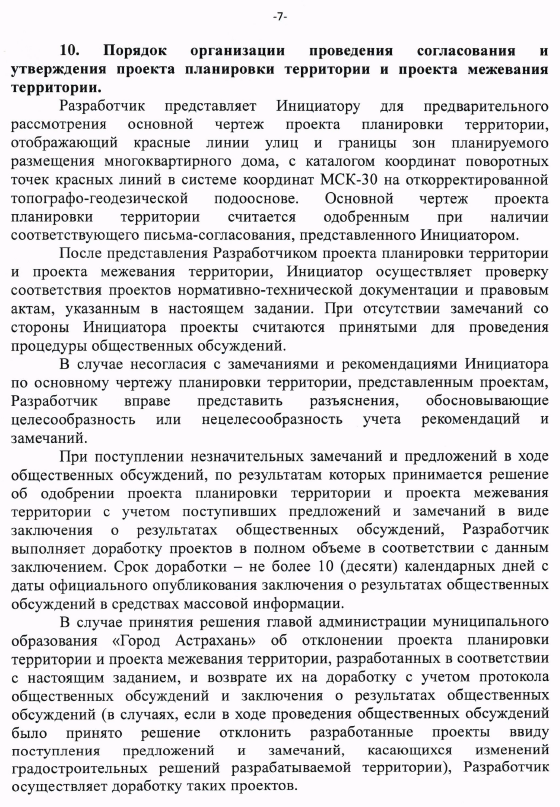 -7-
10. Порядок организации проведения согласования и
утверждения проекта планировки территории и проекта межевания
территории.
Разработчик представляет Инициатору для предварительного
рассмотрения основной чертеж проекта планировки территории,
отображающий красные линии улиц и границы зон планируемого
размещения многоквартирного дома, с каталогом координат поворотных
точек красных линий в системе координат МСК-30 на откорректированной
топографо-геодезической подооснове. Основной чертеж проекта
планировки территории считается одобренным при наличии
соответствующего письма-согласования, представленного Инициатором.
После представления Разработчиком проекта планировки территории
и проекта межевания территории, Инициатор осуществляет проверку
соответствия проектов нормативно-технической документации и правовым
актам, указанным в настоящем задании. При отсутствии замечаний со
стороны Инициатора проекты считаются принятыми для проведения
процедуры общественных обсуждений.
В случае несогласия с замечаниями и рекомендациями Инициатора
по основному чертежу планировки территории, представленным проектам,
Разработчик вправе представить разъяснения, обосновывающие
целесообразность или нецелесообразность учета рекомендаций и
замечаний.
При поступлении незначительных замечаний и предложений в ходе
общественных обсуждений, по результатам которых принимается решение
об одобрении проекта планировки территории и проекта межевания
территории с учетом поступивших предложений и замечаний в виде
заключения о результатах общественных обсуждений, Разработчик
выполняет доработку проектов в полном объеме в соответствии с данным
заключением. Срок доработки – не более 10 (десяти) календарных дней с
даты официального опубликования заключения о результатах общественных
обсуждений в средствах массовой информации.
В случае принятия решения главой администрации муниципального
образования «Город Астрахань» об отклонении проекта планировки
территории и проекта межевания территории, разработанных в соответствии
с настоящим заданием, и возврате их на доработку с учетом протокола
общественных обсуждений и заключения о результатах общественных
обсуждений (в случаях, если в ходе проведения общественных обсуждений
было принято решение отклонить разработанные проекты ввиду
поступления предложений и замечаний, касающихся изменений
градостроительных решений разрабатываемой территории), Разработчик
осуществляет доработку таких проектов.